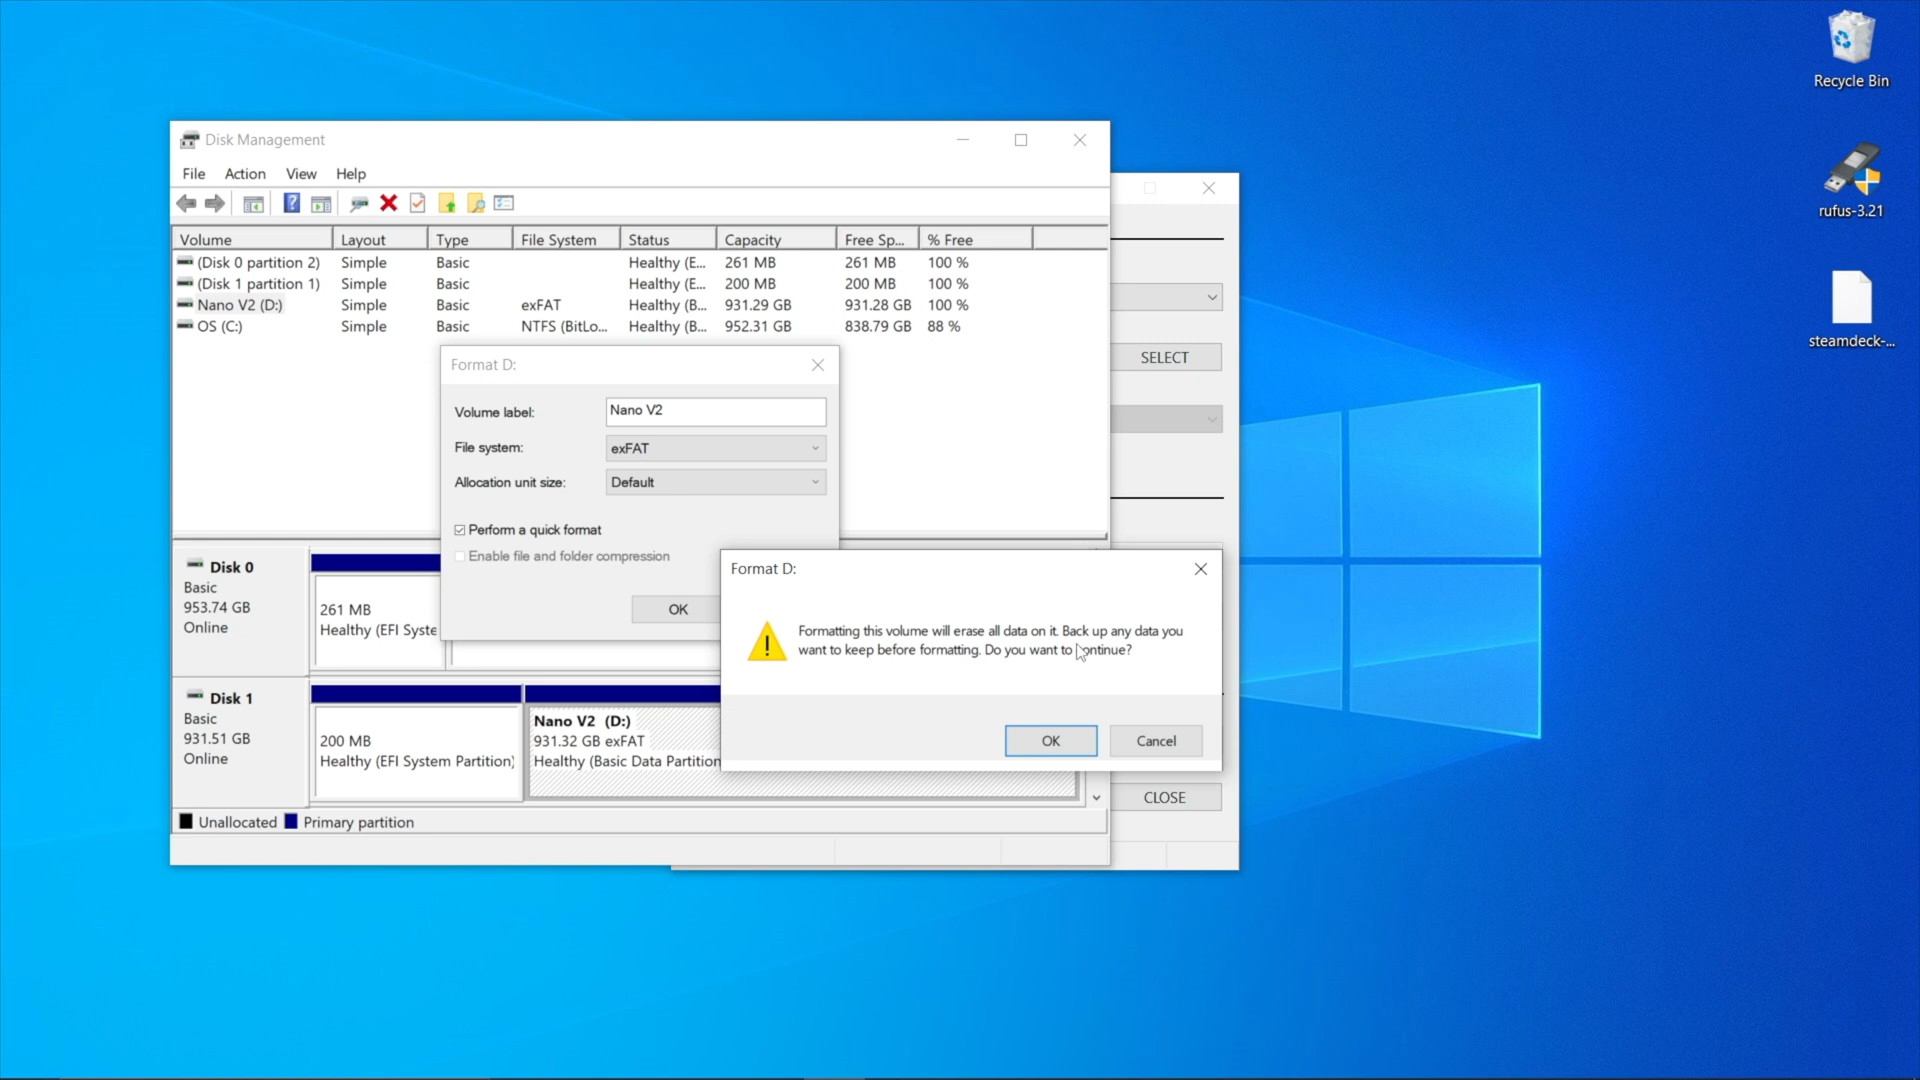 Recycle Bin
rufus-3.21
steamdeck-...
Disk Management
File Action View Help
Volume Layout Type File System Status Capacity Free Sp... % Free
(Disk 0 partition 2) Simple Basic Healthy (E... 261 MB 261 MB 100 %
(Disk 1 partition 1) Simple Basic Healthy (E... 200 MB 200 MB 100 %
Nano V2 (D:) Simple Basic exFAT Healthy (B... 931.29 GB 931.28 GB 100 %
OS (C:) Simple Basic NTFS (BitLo... Healthy (B... 952.31 GB 838.79 GB 88 %
SELECT
Format D:
Volume label: Nano V2
File system: exFAT
Allocation unit size: Default
Perform a quick format
Enable file and folder compression
OK
Format D:
Formatting this volume will erase all data on it. Back up any data you
want to keep before formatting. Do you want to continue?
OK Cancel
Disk 0
Basic
953.74 GB
Online
261 MB
Healthy (EFI Syste
Disk 1
Basic
931.51 GB
Online
200 MB
Healthy (EFI System Partition)
Nano V2 (D:)
931.32 GB exFAT
Healthy (Basic Data Partition
CLOSE
Unallocated Primary partition